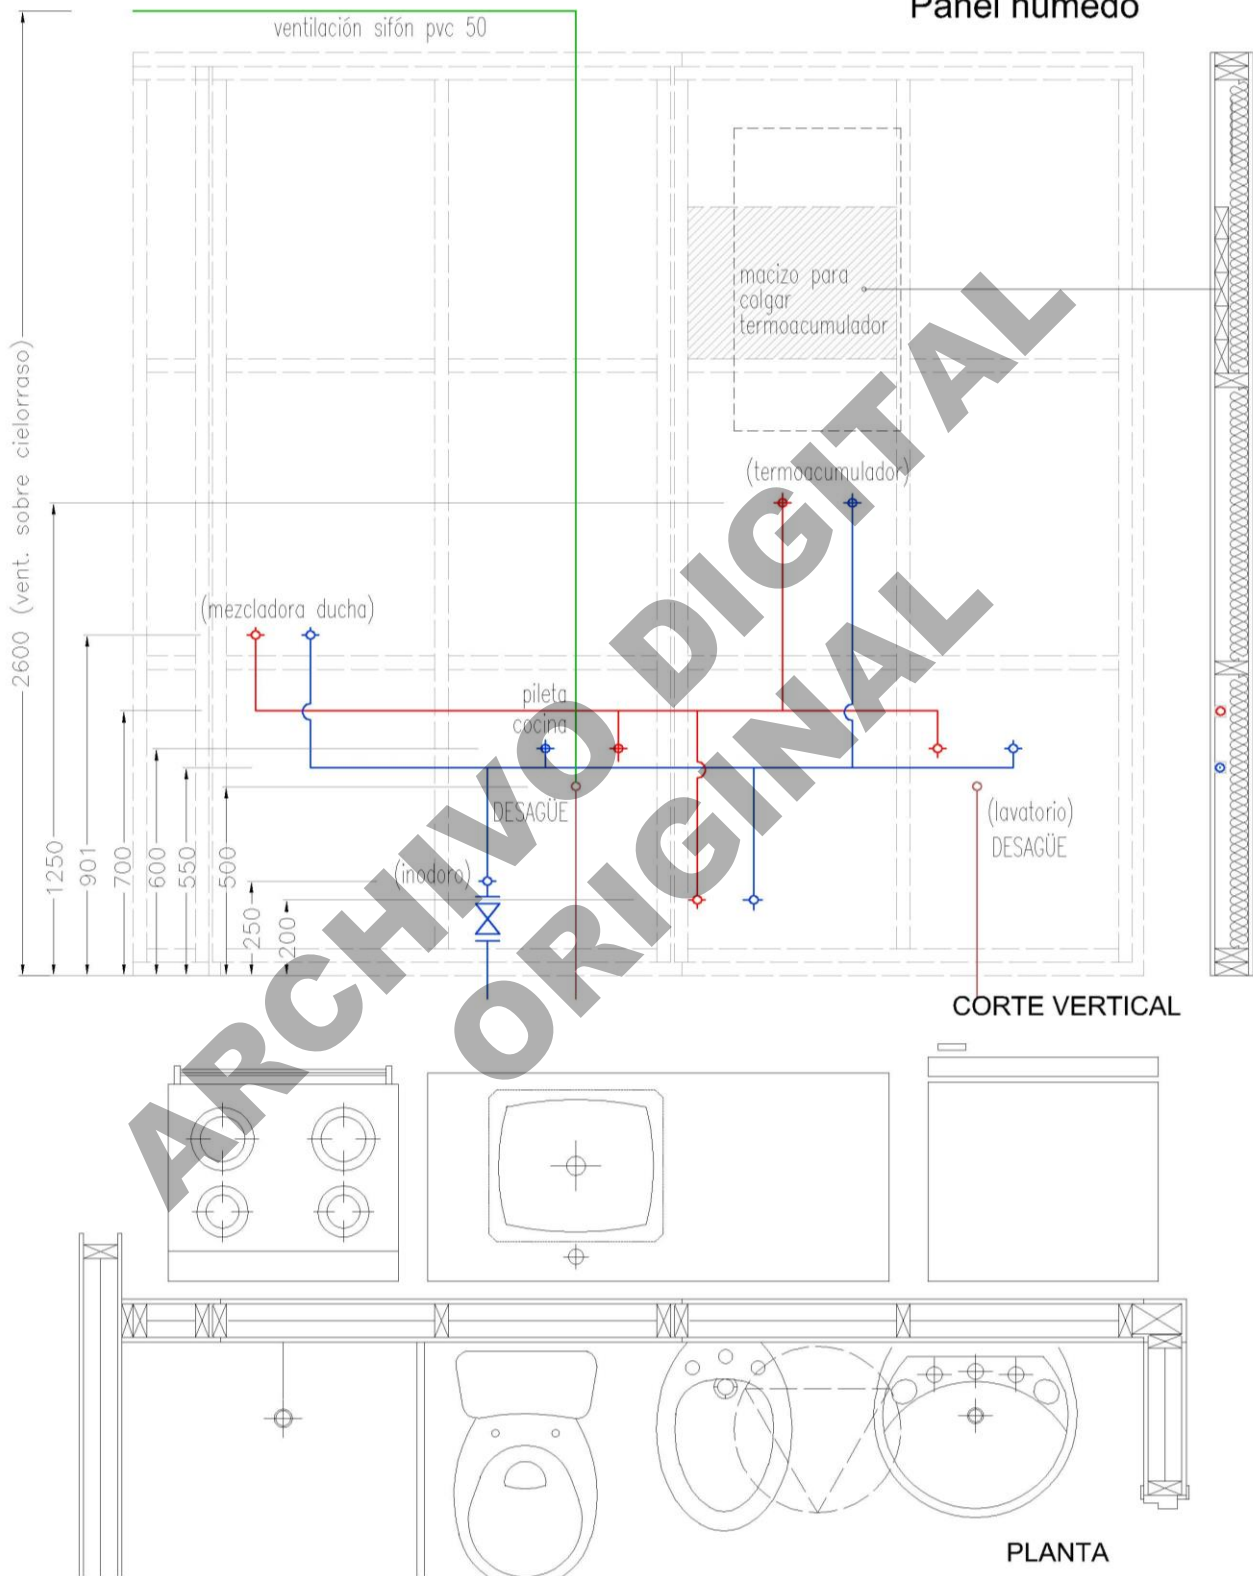 Panel húmedo
ventilación sifón pvc 50
macizo para
colgar
termoacumulador
2600 (vent. sobre cielorraso)
(termoacumulador)
(mezcladora ducha)
pileta
cocina
DESAGÜE
(lavatorio)
DESAGÜE
(inodoro)
1250
901
700
600
550
500
250
200
ARCHIVO DIGITAL
ORIGINAL
CORTE VERTICAL
PLANTA